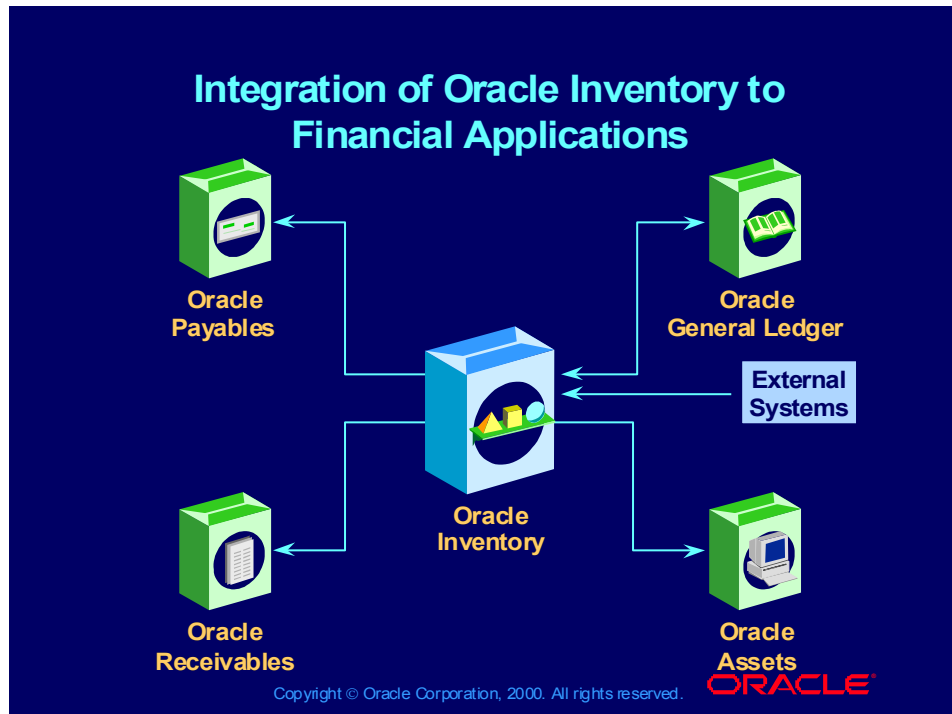 Integration of Oracle Inventory to
Financial Applications
Oracle
Payables
Oracle
General Ledger
External
Systems
Oracle
Inventory
Oracle
Receivables
Oracle
Assets
Copyright © Oracle Corporation, 2000. All rights reserved.
ORACLE®